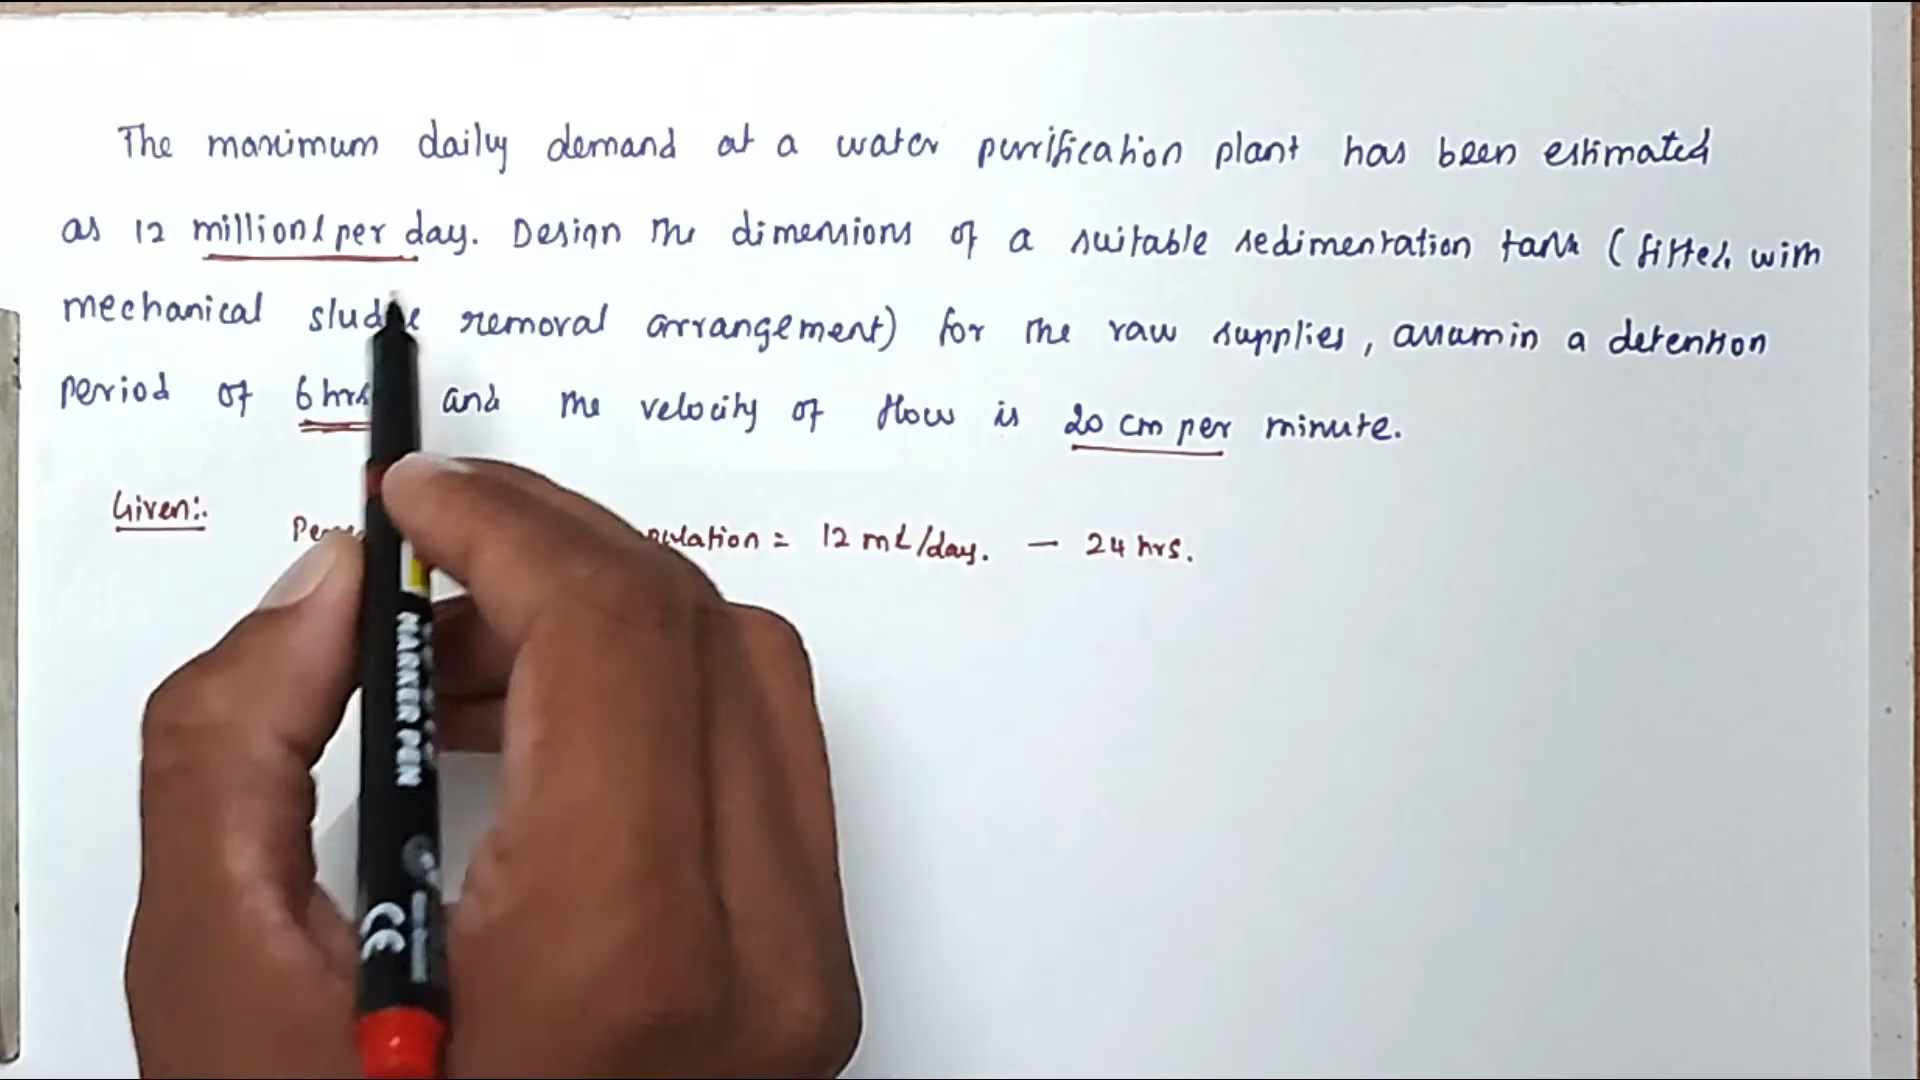 The maximum daily demand at a water purrification plant has been estimated
as 12 million l per day. Design the dimensions of a suitable sedimentation tank (fitted with
mechanical removal arrangement) for the raw supplies, assumin a detention
period of 6 hrs and the velocity of flow is 20 cm per minute.
Given:-
= 12 mL/day. - 24 hrs.
MARKER PEN
CE